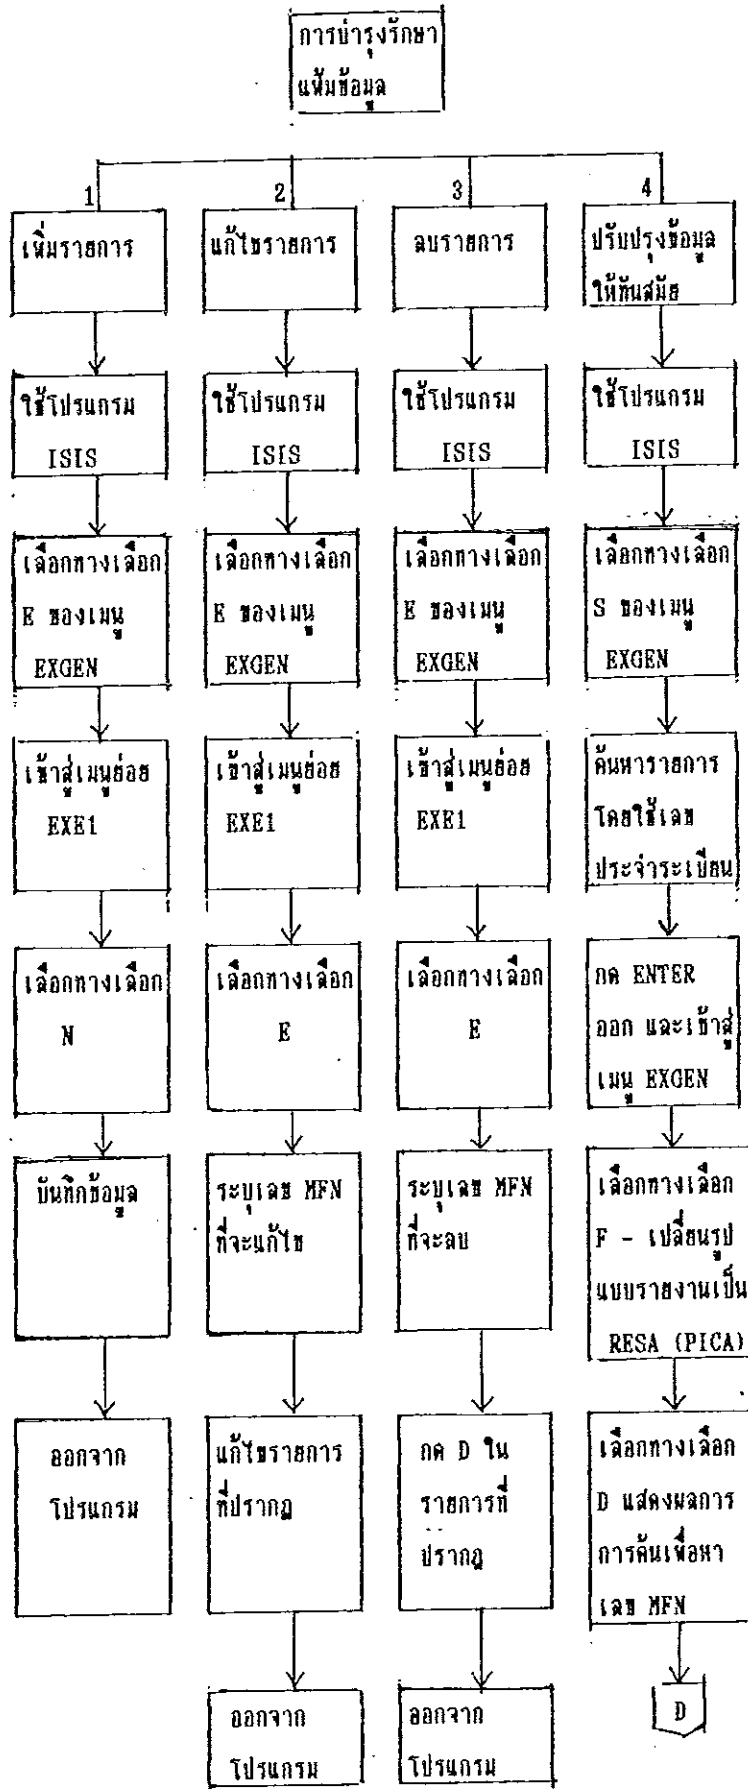 การบำรุงรักษา
แฟ้มข้อมูล
1
เพิ่มรายการ
ใช้โปรแกรม
ISIS
เลือกทางเลือก
E ของเมนู
EXGEN
เข้าสู่เมนูย่อย
EXE1
เลือกทางเลือก
N
บันทึกข้อมูล
ออกจาก
โปรแกรม
2
แก้ไขรายการ
ใช้โปรแกรม
ISIS
เลือกทางเลือก
E ของเมนู
EXGEN
เข้าสู่เมนูย่อย
EXE1
เลือกทางเลือก
E
ระบุเลข MFN
ที่จะแก้ไข
แก้ไขรายการ
ที่ปรากฏ
ออกจาก
โปรแกรม
3
ลบรายการ
ใช้โปรแกรม
ISIS
เลือกทางเลือก
E ของเมนู
EXGEN
เข้าสู่เมนูย่อย
EXE1
เลือกทางเลือก
E
ระบุเลข MFN
ที่จะลบ
กด D ใน
รายการที่
ปรากฏ
ออกจาก
โปรแกรม
4
ปรับปรุงข้อมูล
ให้ทันสมัย
ใช้โปรแกรม
ISIS
เลือกทางเลือก
S ของเมนู
EXGEN
ค้นหารายการ
โดยใช้เลข
ประจำระเบียน
กด ENTER
ออก และเข้าสู่
เมนู EXGEN
เลือกทางเลือก
F - เปลี่ยนรูป
แบบรายงานเป็น
RESA (PICA)
เลือกทางเลือก
D แสดงผลการ
การค้นเพื่อหา
เลข MFN
D